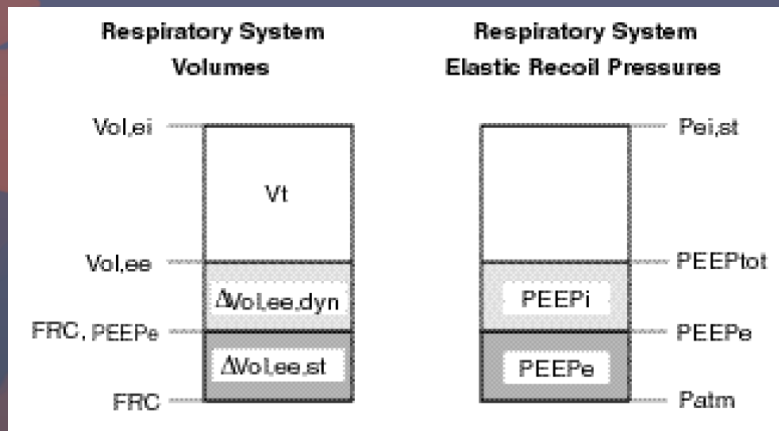 Respiratory System
Volumes
Vol,ei
Vt
Vol,ee
ΔVol,ee,dyn
FRC, PEEPe
ΔVol,ee,st
FRC
Respiratory System
Elastic Recoil Pressures
Pei,st
PEEPtot
PEEPi
PEEPe
PEEPe
Patm